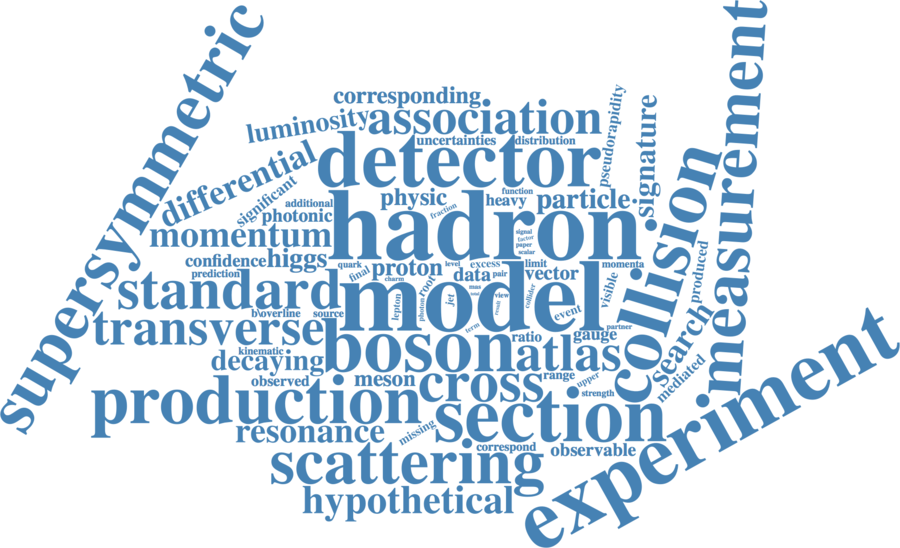 supersymmetric
measurement
corresponding
luminosity
association
uncertainties
distribution
pseudorapidity
signature
differential
detector
significant
additional
physic
function
heavy
particle
photonic
fraction
collision
momentum
hadron
signal
factor
paper
scalar
confidence
higgs
quark
level
excess
limit
momenta
produced
prediction
final
proton
charm
root
data
pair
vector
visible
standard
model
lepton
photon
jet
mas
total
view
result
collider
event
b\overline
source
term
transverse
boson
atlas
ratio
gauge
partner
search
kinematic
decaying
mediated
observed
meson
cross
range
upper
strength
production
section
experiment
resonance
missing
correspond
observable
scattering
hypothetical